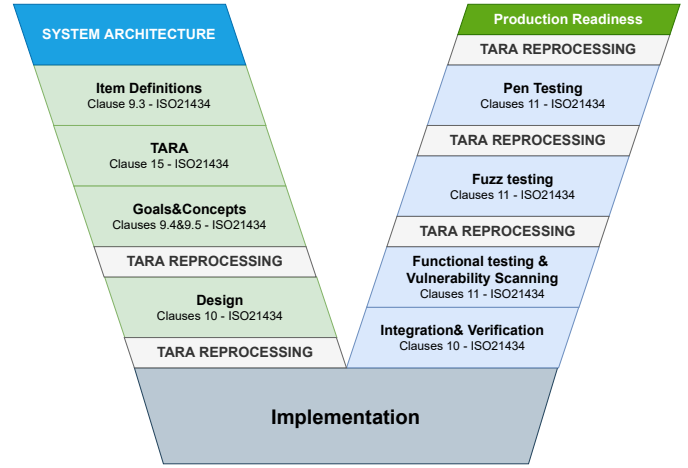 SYSTEM ARCHITECTURE
Item Definitions
Clause 9.3 - ISO21434
TARA
Clause 15 - ISO21434
Goals&Concepts
Clauses 9.4&9.5 - ISO21434
TARA REPROCESSING
Design
Clauses 10 - ISO21434
TARA REPROCESSING
Implementation
Production Readiness
TARA REPROCESSING
Pen Testing
Clauses 11 - ISO21434
TARA REPROCESSING
Fuzz testing
Clauses 11 - ISO21434
TARA REPROCESSING
Functional testing &
Vulnerability Scanning
Clauses 11 - ISO21434
Integration& Verification
Clauses 10 - ISO21434